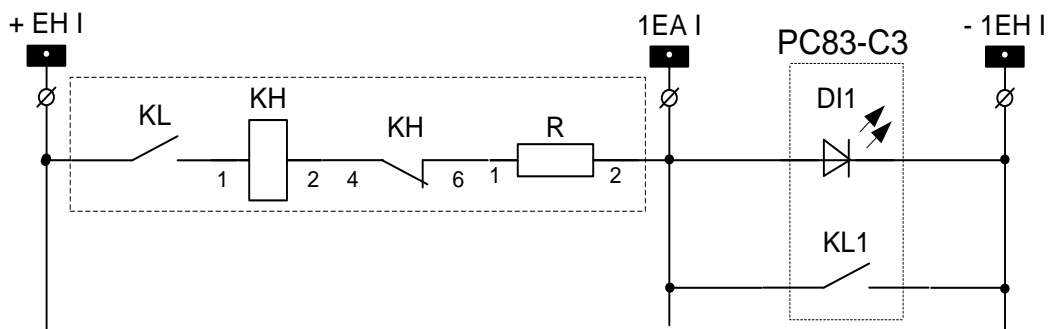 + EH I
1EA I
- 1EH I
PC83-C3
KL
KH
KH
R
DI1
1
2
4
6
1
2
KL1